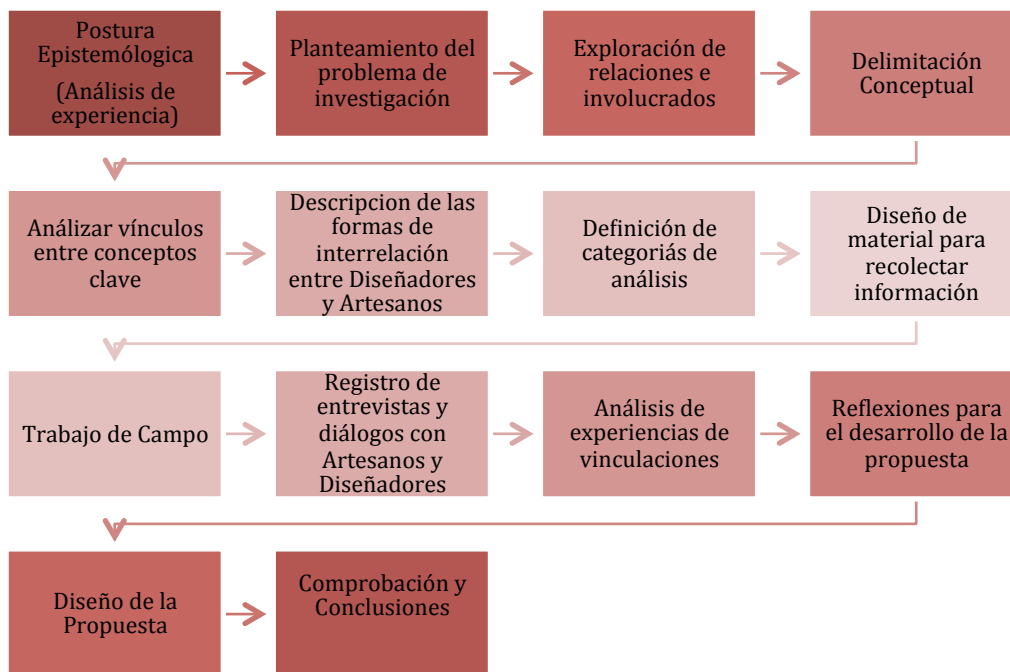 Postura
Epistemólogica
(Análisis de
experiencia)
Planteamiento del
problema de
investigación
Exploración de
relaciones e
involucrados
Delimitación
Conceptual
Análizar vínculos
entre conceptos
clave
Descripcion de las
formas de
interrelación
entre Diseñadores
y Artesanos
Definición de
categoriás de
análisis
Diseño de
material para
recolectar
información
Trabajo de Campo
Registro de
entrevistas y
diálogos con
Artesanos y
Diseñadores
Análisis de
experiencias de
vinculaciones
Reflexiones para
el desarrollo de la
propuesta
Diseño de la
Propuesta
Comprobación y
Conclusiones